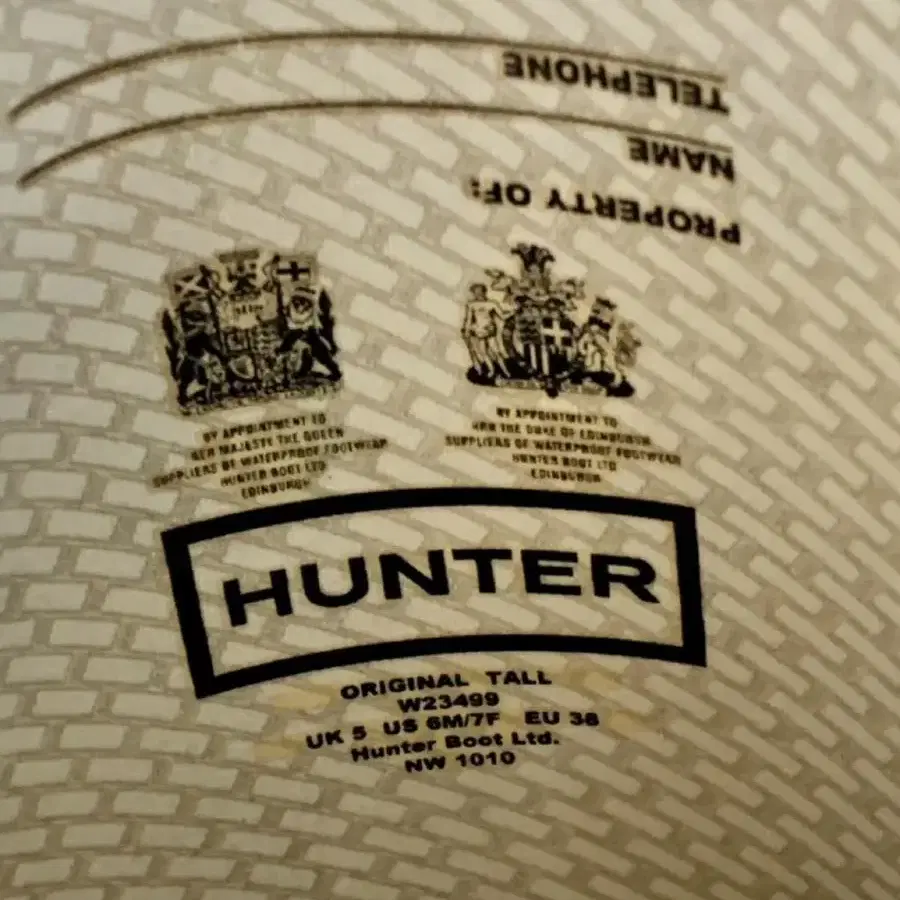 TELEPHONE
NAME
PROPERTY OF:
BY APPOINTMENT TO
HER MAJESTY THE QUEEN
SUPPLIERS OF WATERPROOF FOOTWEAR
HUNTER BOOT LTD
EDINBURGH
BY APPOINTMENT TO
HRH THE DUKE OF EDINBURGH
SUPPLIERS OF WATERPROOF FOOTWEAR
HUNTER BOOT LTD
EDINBURGH
HUNTER
ORIGINAL TALL
W23499
UK 5 US 6M/7F EU 38
Hunter Boot Ltd.
NW 1010